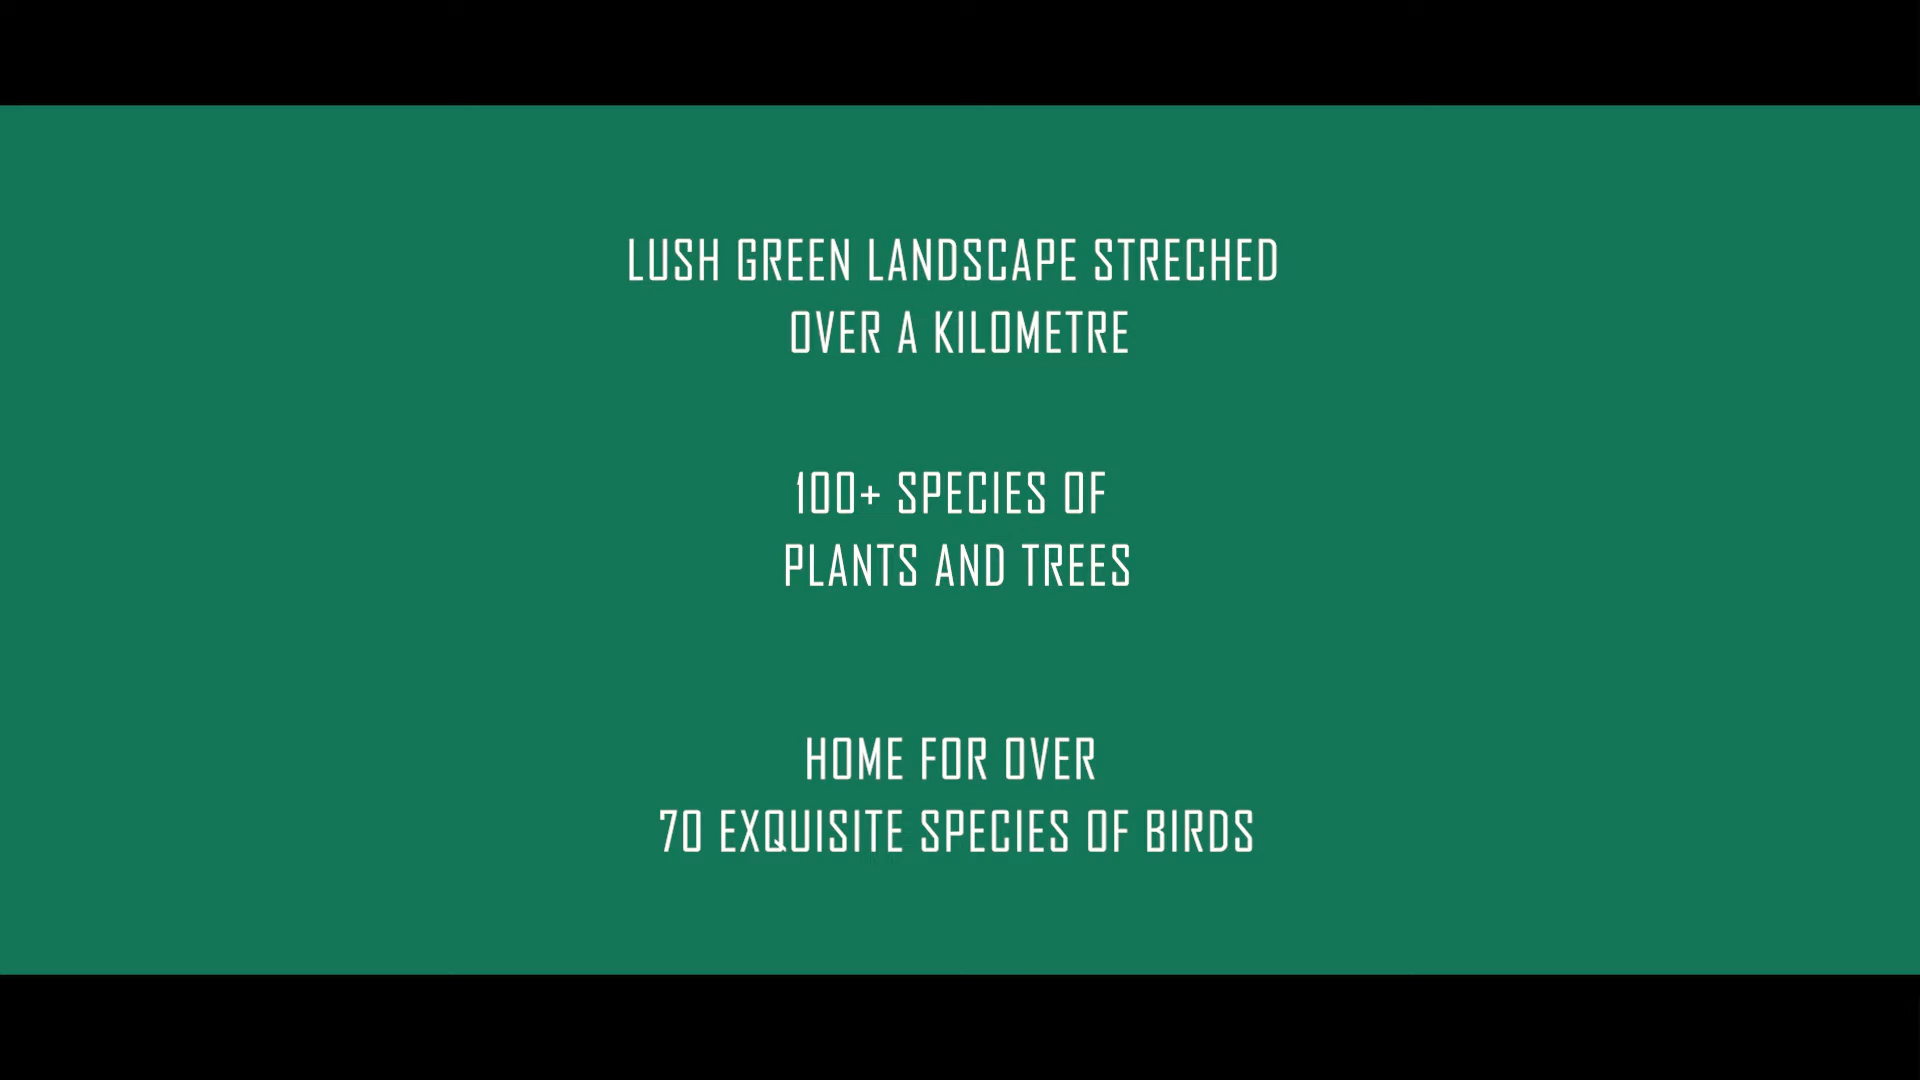 LUSH GREEN LANDSCAPE STRECHED
OVER A KILOMETRE
100+ SPECIES OF
PLANTS AND TREES
HOME FOR OVER
70 EXQUISITE SPECIES OF BIRDS